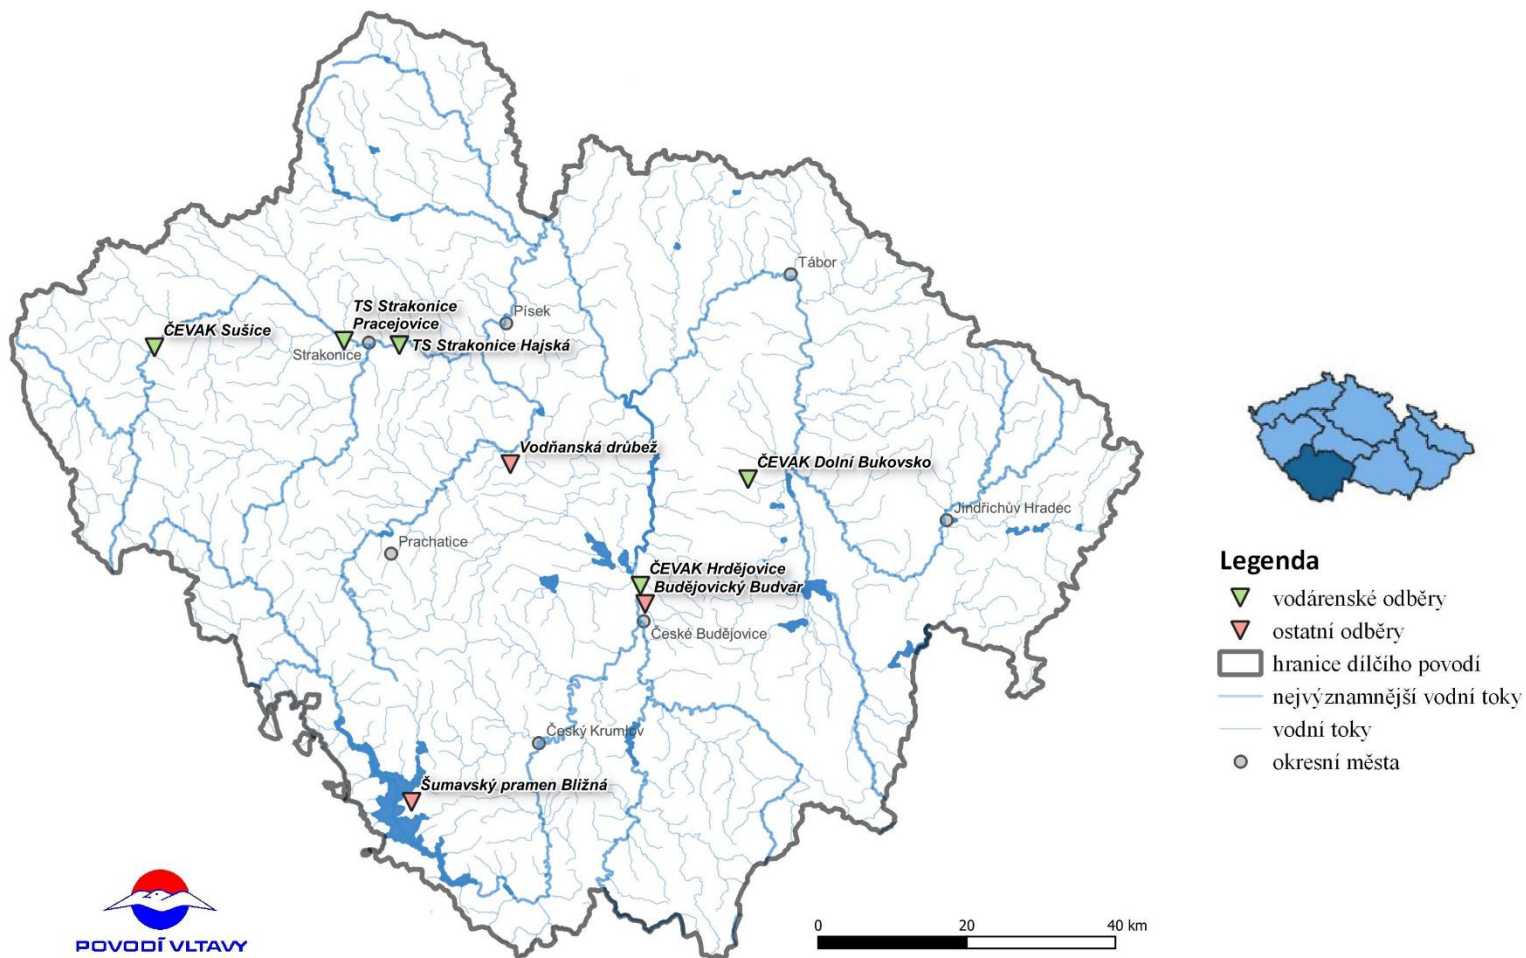 Tábor
TS Strakonice
Pracejovice
Písek
ČEVAK Sušice
Strakonice
TS Strakonice Hajská
Vodňanská drůbež
ČEVAK Dolní Bukovsko
Jindřichův Hradec
Prachatice
ČEVAK Hrdějovice
Budějovický Budvar
České Budějovice
Český Krumlov
Šumavský pramen Bližná
Legenda
vodárenské odběry
ostatní odběry
hranice dílčího povodí
nejvýznamnější vodní toky
vodní toky
okresní města
POVODÍ VLTAVY
0 20 40 km